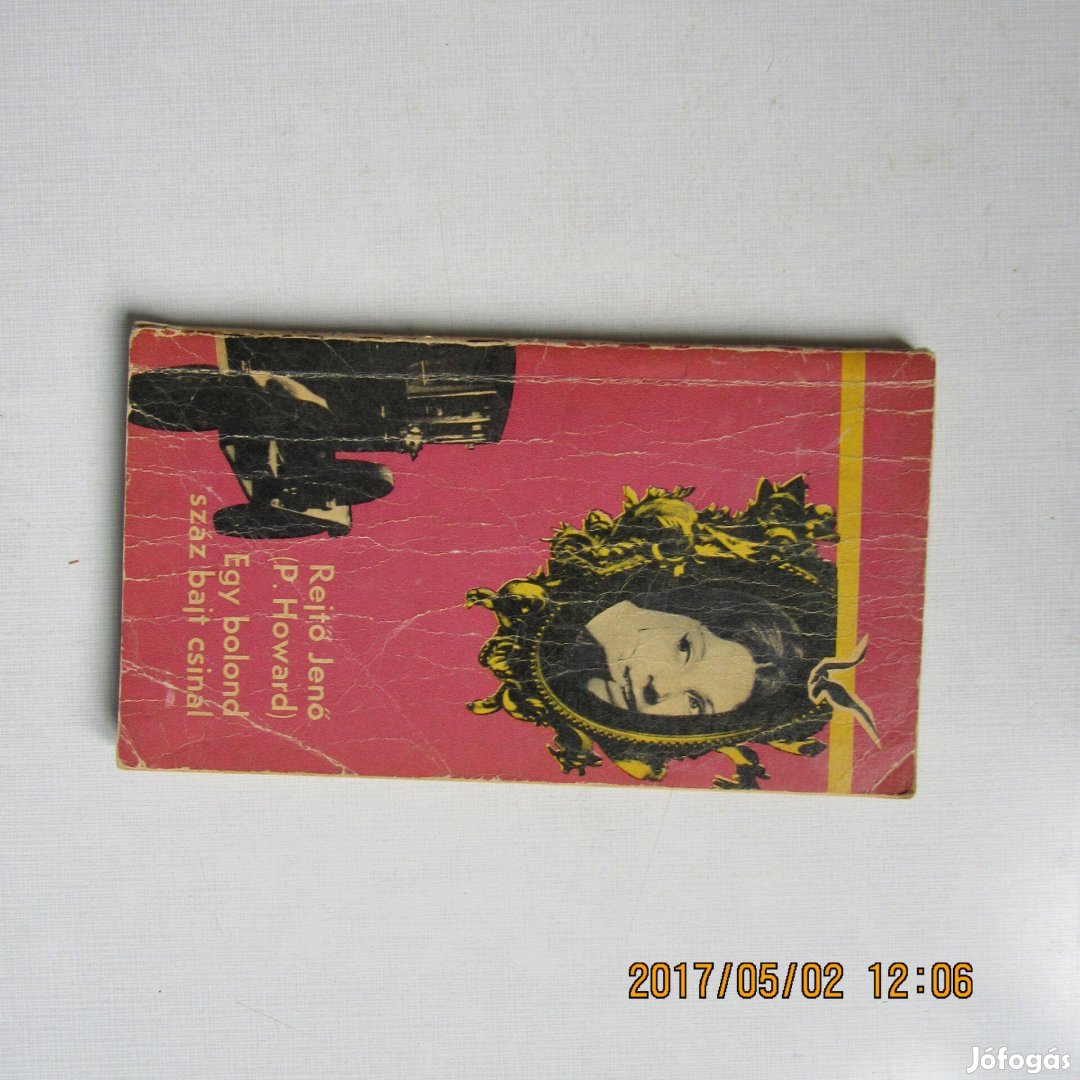 Rejtő Jenő
(P. Howard)
Egy bolond
száz bajt csinál
2017/05/02 12:06
Jófogás